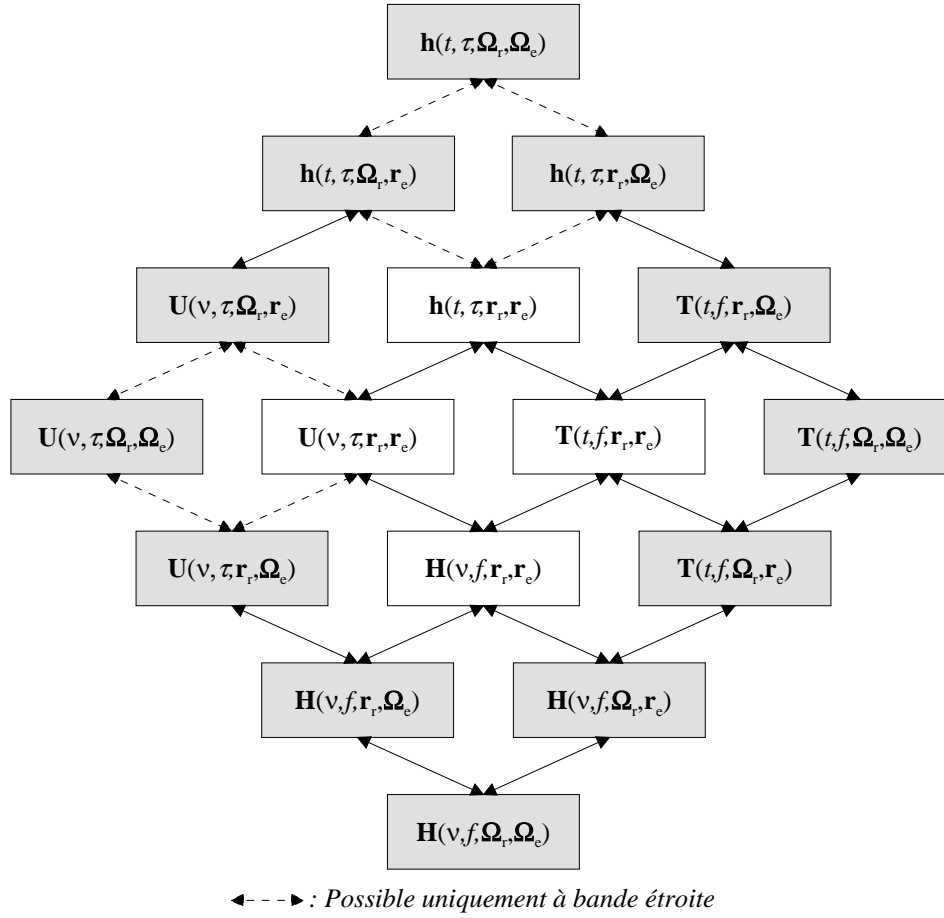 h(t, τ, Ω_r, Ω_e)
h(t, τ, Ω_r, r_e) h(t, τ, r_r, Ω_e)
U(ν, τ, Ω_r, r_e) h(t, τ, r_r, r_e) T(t, f, r_r, Ω_e)
U(ν, τ, Ω_r, Ω_e) U(ν, τ, r_r, r_e) T(t, f, r_r, r_e) T(t, f, Ω_r, Ω_e)
U(ν, τ, r_r, Ω_e) H(ν, f, r_r, r_e) T(t, f, Ω_r, r_e)
H(ν, f, r_r, Ω_e) H(ν, f, Ω_r, r_e)
H(ν, f, Ω_r, Ω_e)
: Possible uniquement à bande étroite